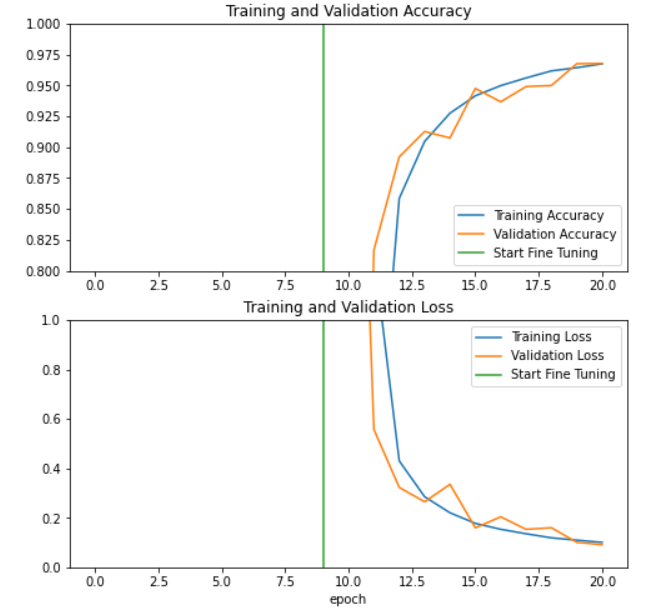 Training and Validation Accuracy
1.000
0.975
0.950
0.925
0.900
0.875
0.850
0.825
0.800
Training Accuracy
Validation Accuracy
Start Fine Tuning
0.0 2.5 5.0 7.5 10.0 12.5 15.0 17.5 20.0
Training and Validation Loss
1.0
0.8
0.6
0.4
0.2
0.0
Training Loss
Validation Loss
Start Fine Tuning
0.0 2.5 5.0 7.5 10.0 12.5 15.0 17.5 20.0
epoch